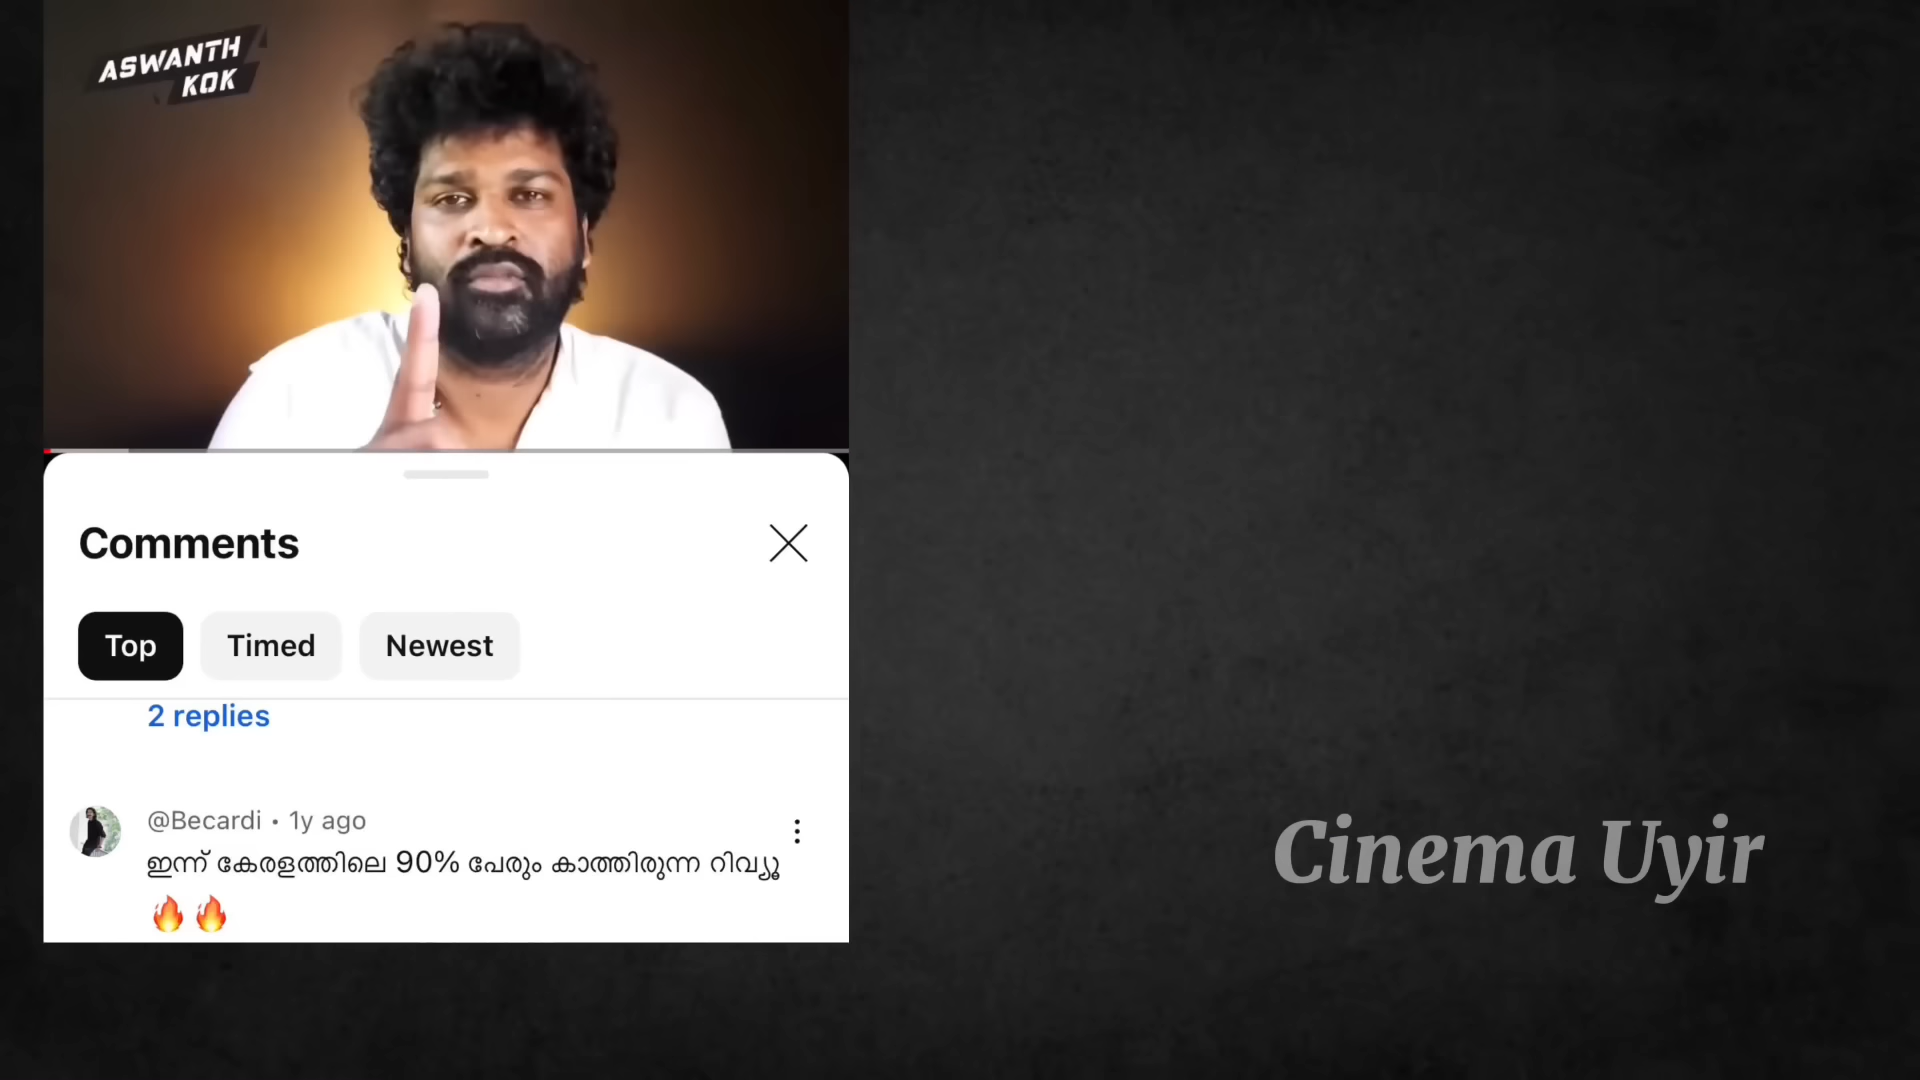 ASWANTH
KOK
Comments
Top
Timed
Newest
2 replies
@Becardi • 1y ago
ഇന്ന് കേരളത്തിലെ 90% പേരും കാത്തിരുന്ന റിവ്യൂ
🔥🔥
Cinema Uyir